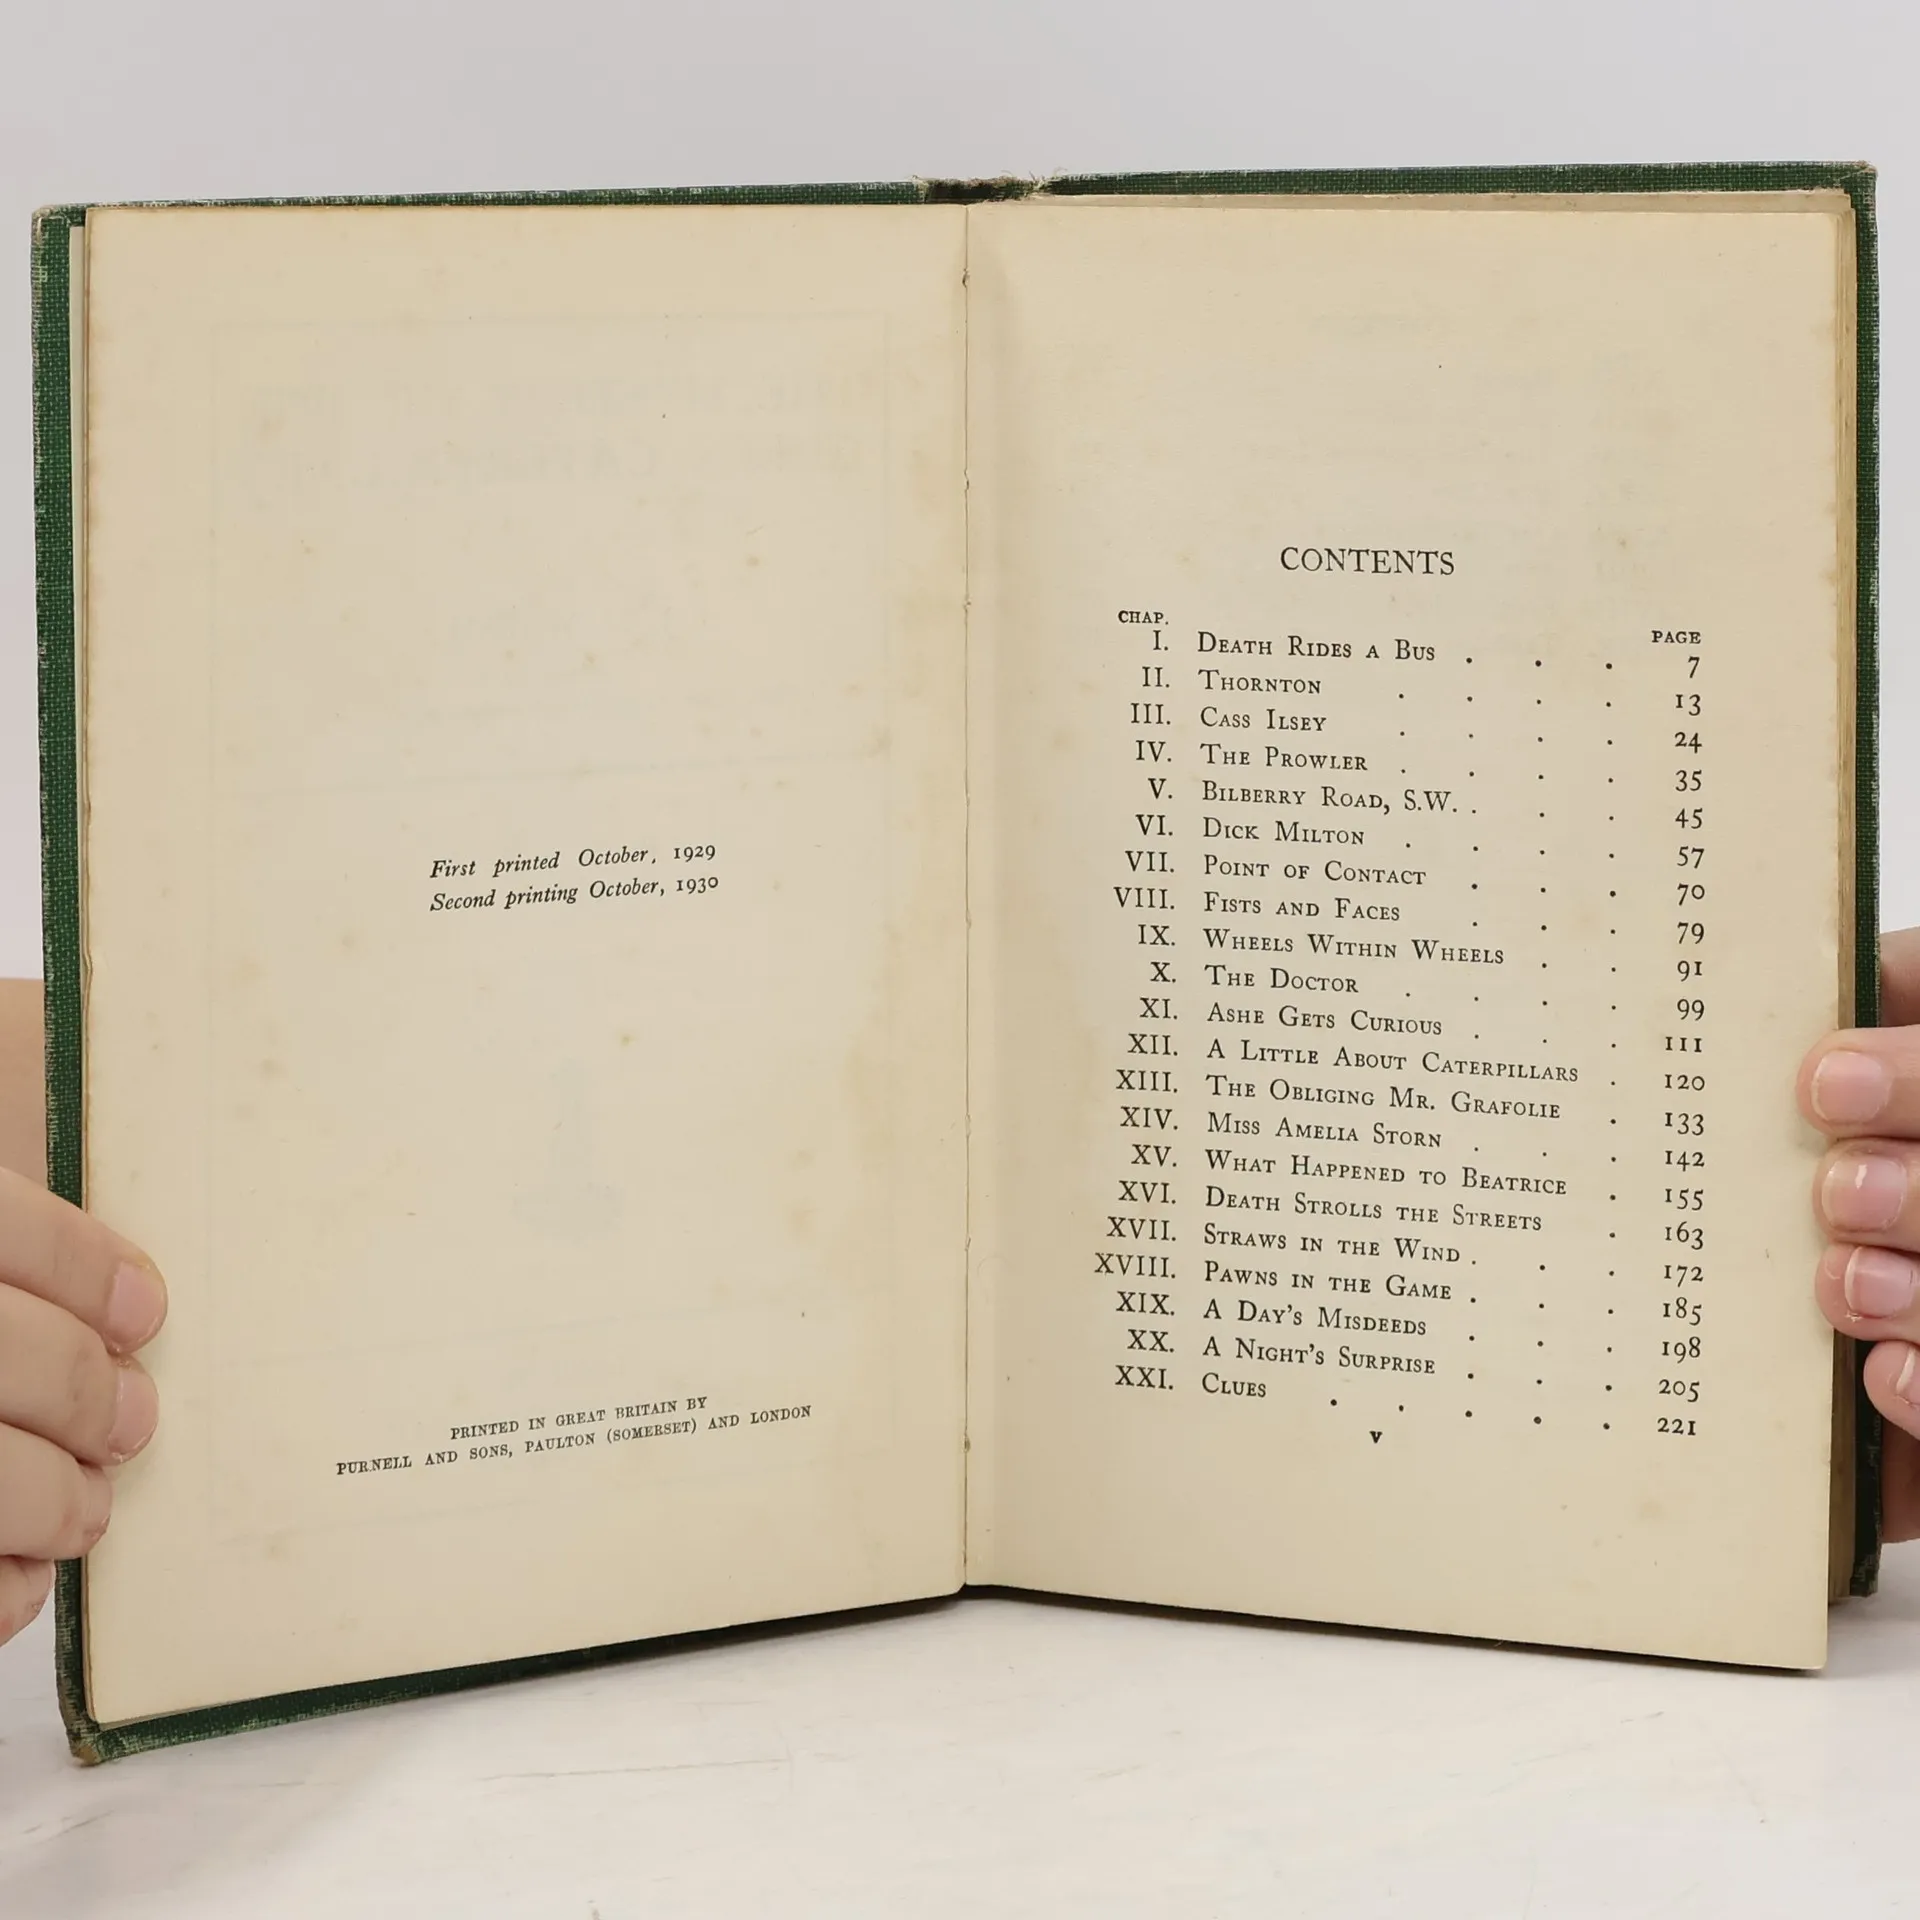 First printed October, 1929
Second printing October, 1930
PRINTED IN GREAT BRITAIN BY
PURNELL AND SONS, PAULTON (SOMERSET) AND LONDON
CONTENTS
CHAP. PAGE
I. DEATH RIDES A BUS . . . 7
II. THORNTON . . . . 13
III. CASS ILSEY . . . . 24
IV. THE PROWLER . . . . 35
V. BILBERRY ROAD, S.W. . . . 45
VI. DICK MILTON . . . . 57
VII. POINT OF CONTACT . . . 70
VIII. FISTS AND FACES . . . 79
IX. WHEELS WITHIN WHEELS . . 91
X. THE DOCTOR . . . . 99
XI. ASHE GETS CURIOUS . . . 111
XII. A LITTLE ABOUT CATERPILLARS . 120
XIII. THE OBLIGING MR. GRAFOLIE . 133
XIV. MISS AMELIA STORN . . . 142
XV. WHAT HAPPENED TO BEATRICE . 155
XVI. DEATH STROLLS THE STREETS . 163
XVII. STRAWS IN THE WIND . . . 172
XVIII. PAWNS IN THE GAME . . . 185
XIX. A DAY'S MISDEEDS . . . 198
XX. A NIGHT'S SURPRISE . . . 205
XXI. CLUES . . . . . 221
v